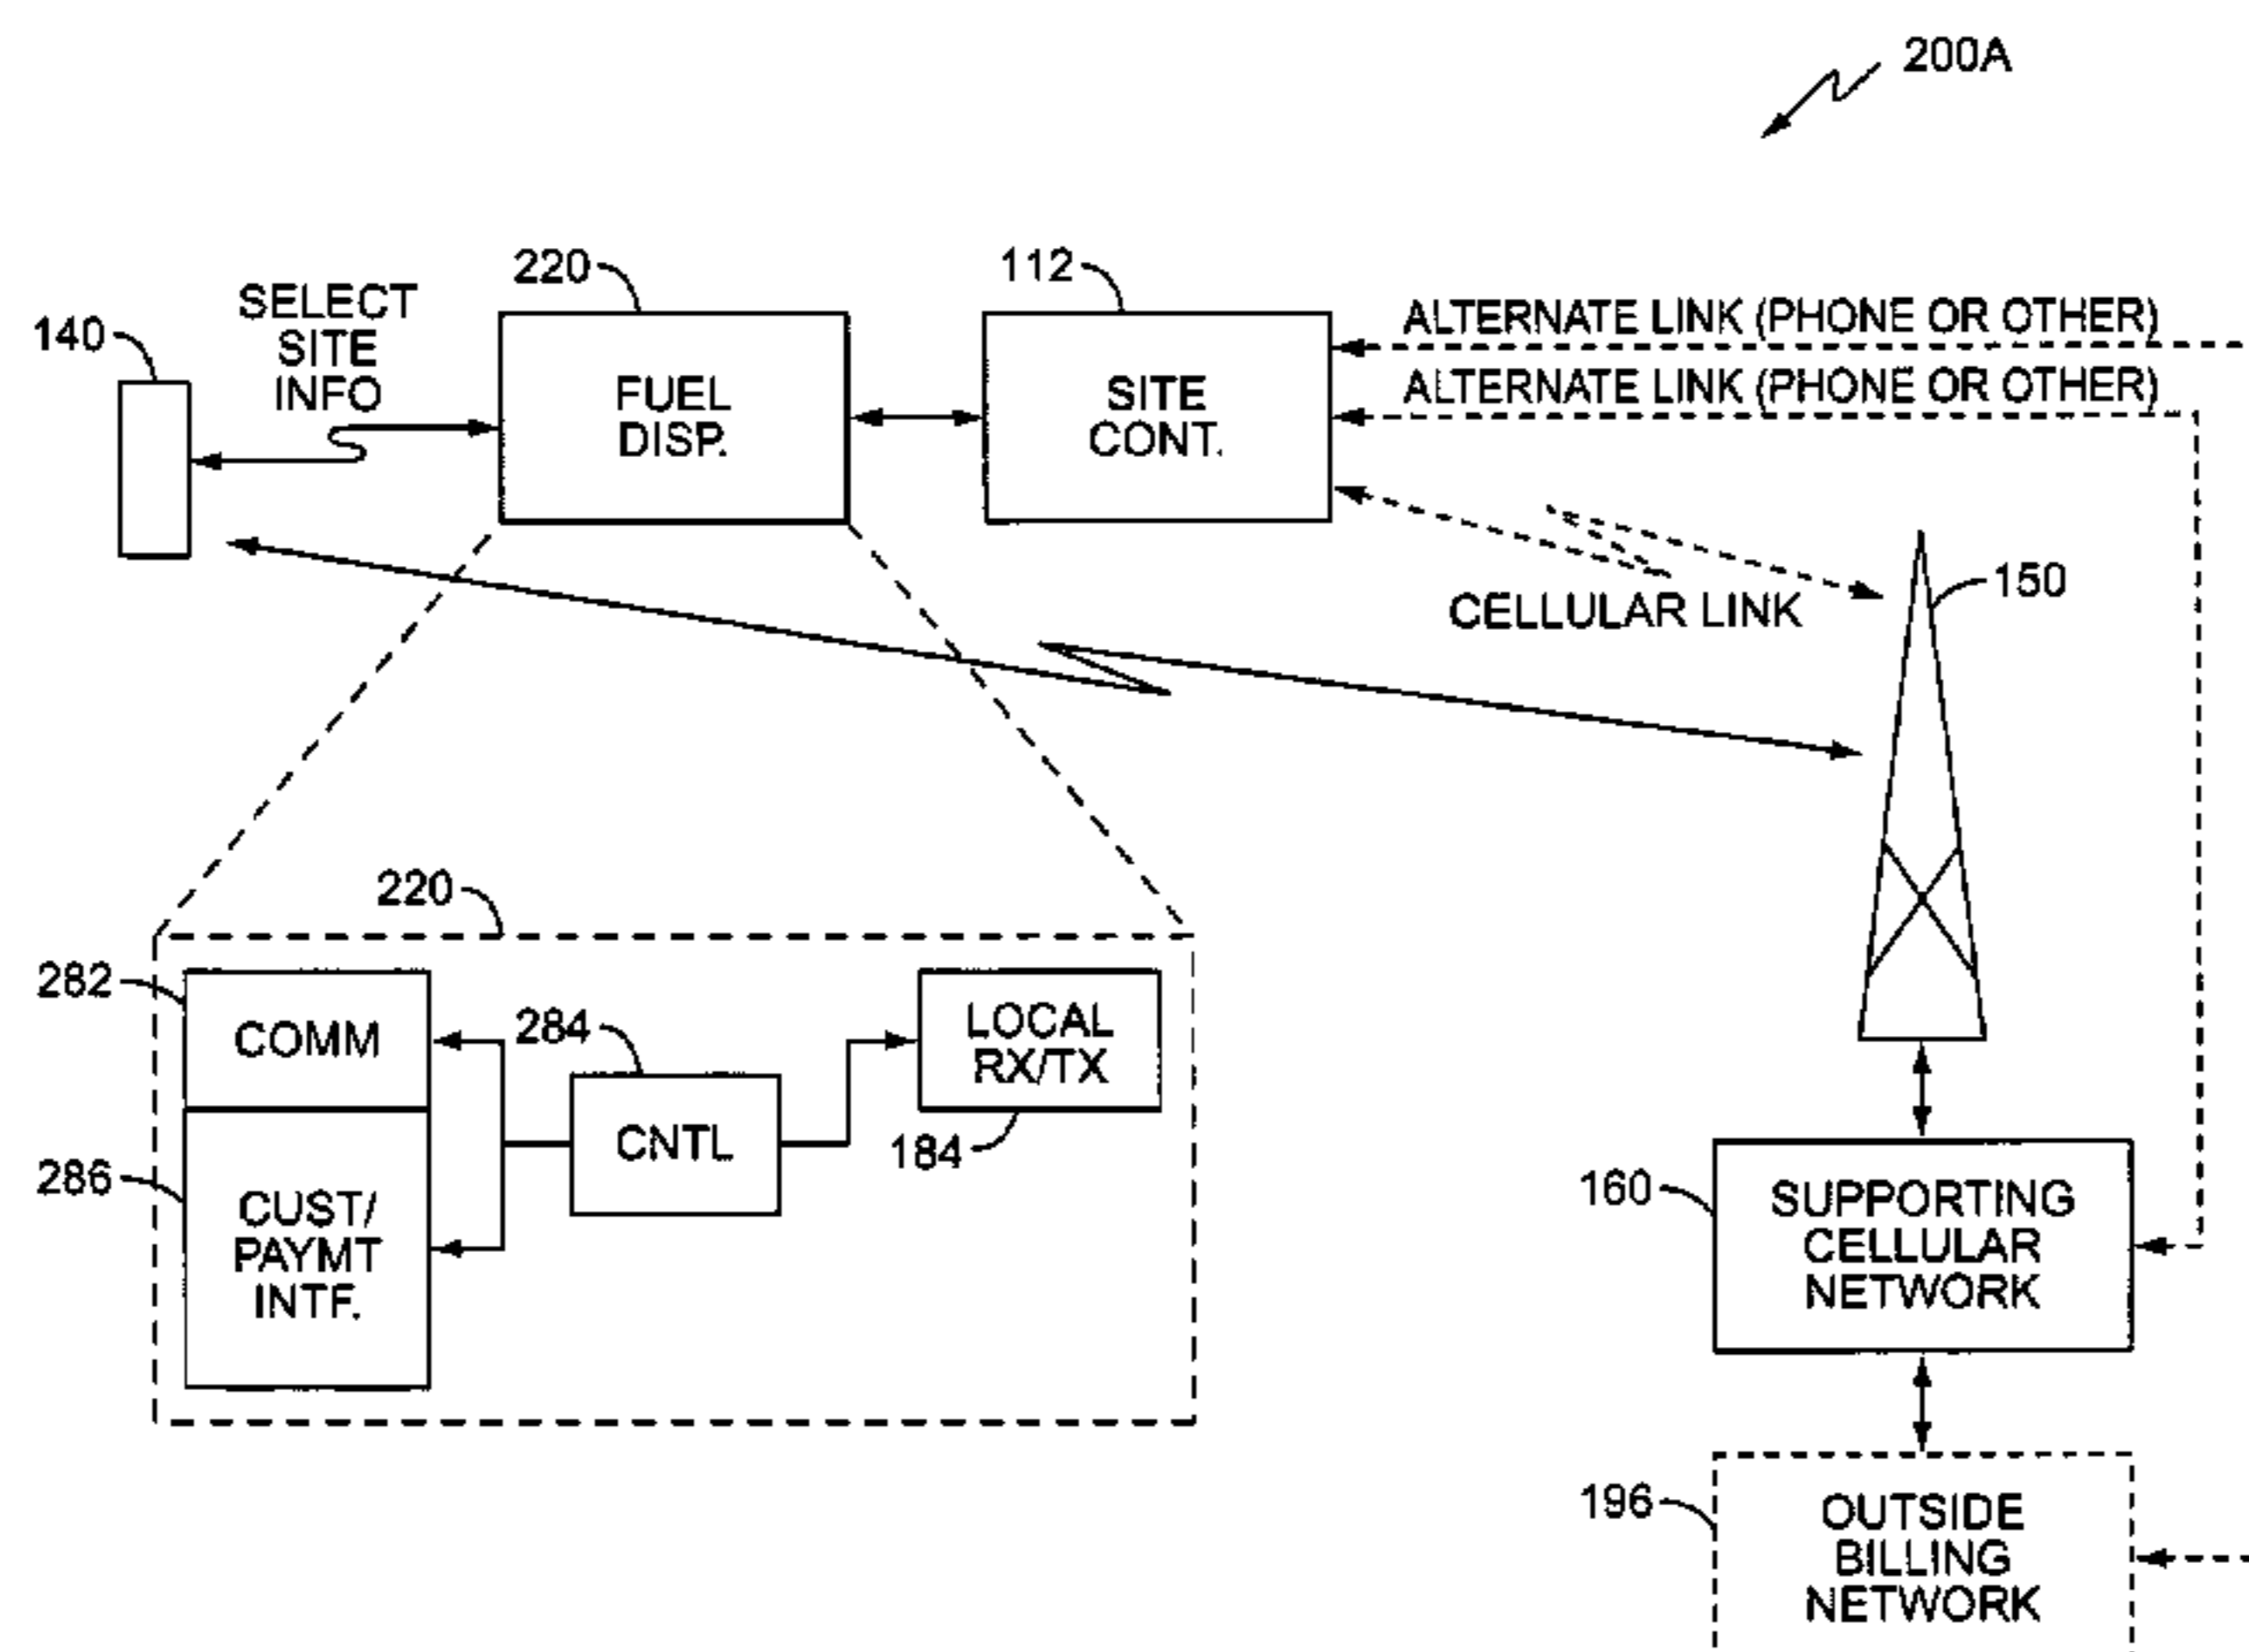 200A
220
112
140
SELECT
SITE
INFO
FUEL
DISP.
SITE
CONT.
ALTERNATE LINK (PHONE OR OTHER)
ALTERNATE LINK (PHONE OR OTHER)
CELLULAR LINK
150
220
282
COMM
284
CNTL
LOCAL
RX/TX
184
286
CUST/
PAYMT
INTF.
160
SUPPORTING
CELLULAR
NETWORK
196
OUTSIDE
BILLING
NETWORK